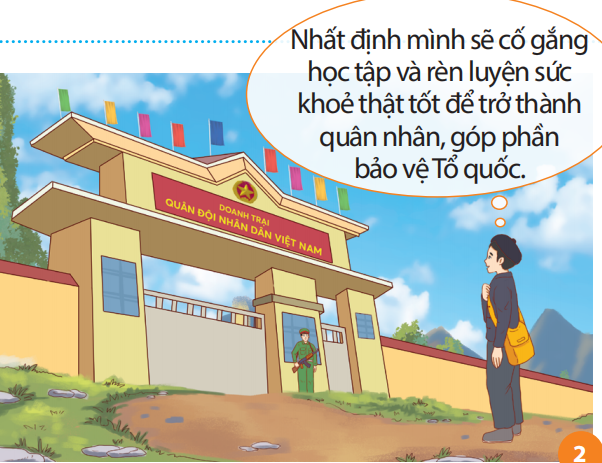 Nhất định mình sẽ cố gắng
học tập và rèn luyện sức
khoẻ thật tốt để trở thành
quân nhân, góp phần
bảo vệ Tổ quốc.
DOANH TRẠI
QUÂN ĐỘI NHÂN DÂN VIỆT NAM
2